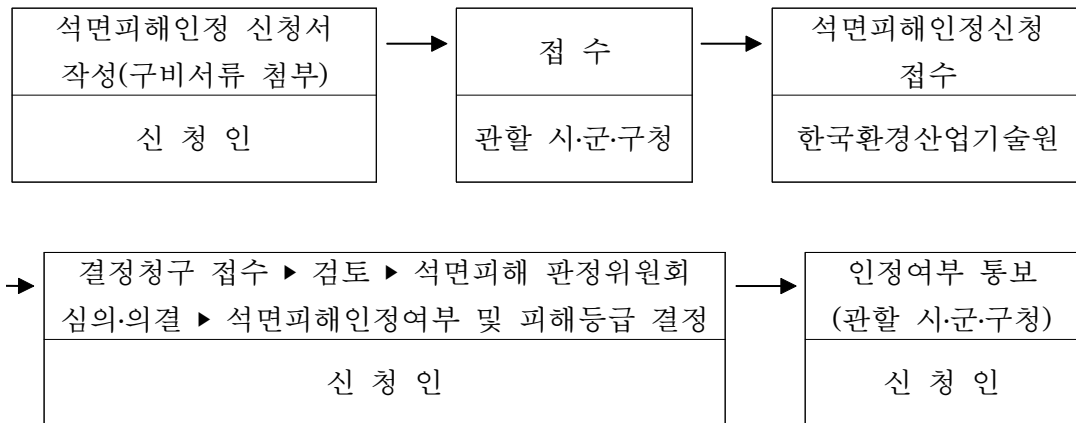 석면피해인정 신청서
작성(구비서류 첨부)
신 청 인
접 수
관할 시·군·구청
석면피해인정신청
접수
한국환경산업기술원
결정청구 접수 ▶ 검토 ▶ 석면피해 판정위원회
심의·의결 ▶ 석면피해인정여부 및 피해등급 결정
신 청 인
인정여부 통보
(관할 시·군·구청)
신 청 인